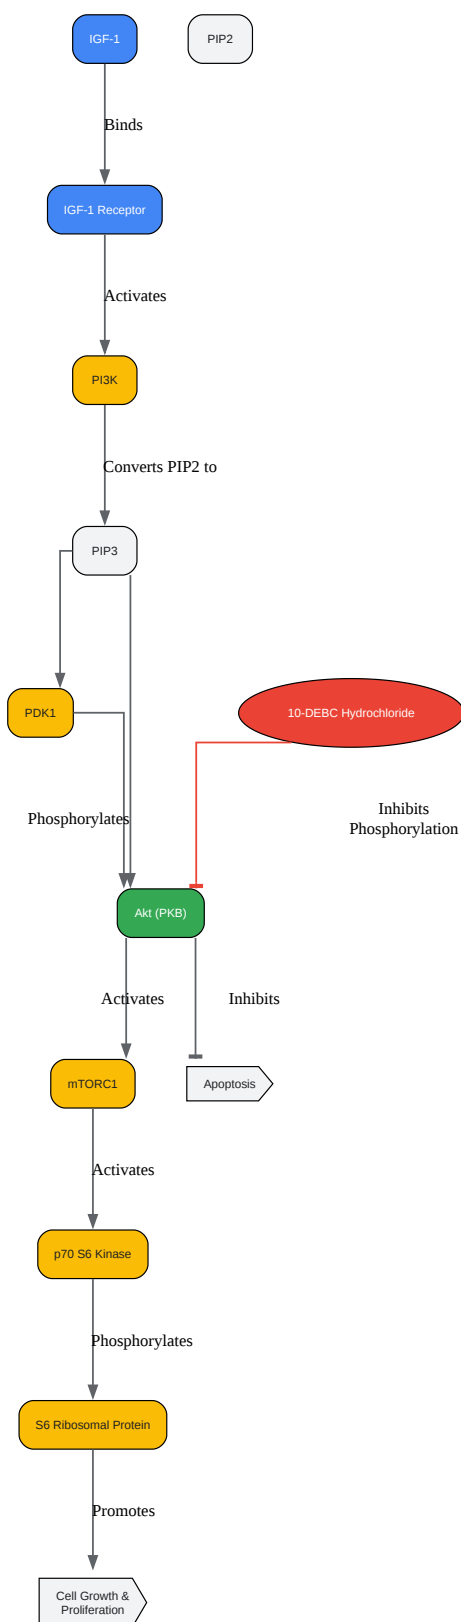 IGF-1
PIP2
Binds
IGF-1 Receptor
Activates
PI3K
Converts PIP2 to
PIP3
PDK1
10-DEBC Hydrochloride
Phosphorylates
Inhibits
Phosphorylation
Akt (PKB)
Activates
Inhibits
mTORC1
Apoptosis
Activates
p70 S6 Kinase
Phosphorylates
S6 Ribosomal Protein
Promotes
Cell Growth &
Proliferation